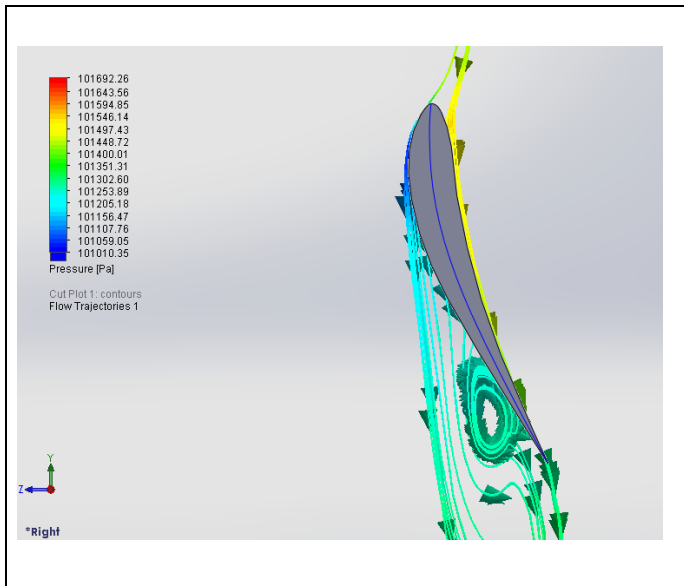 101692.26
101643.56
101594.85
101546.14
101497.43
101448.72
101400.01
101351.31
101302.60
101253.89
101205.18
101156.47
101107.76
101059.05
101010.35
Pressure [Pa]
Cut Plot 1: contours
Flow Trajectories 1
Y
Z
*Right